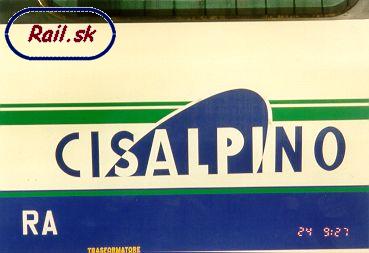 Rail.sk
CISALPINO
RA
24 9:27
TRASFORMATORE